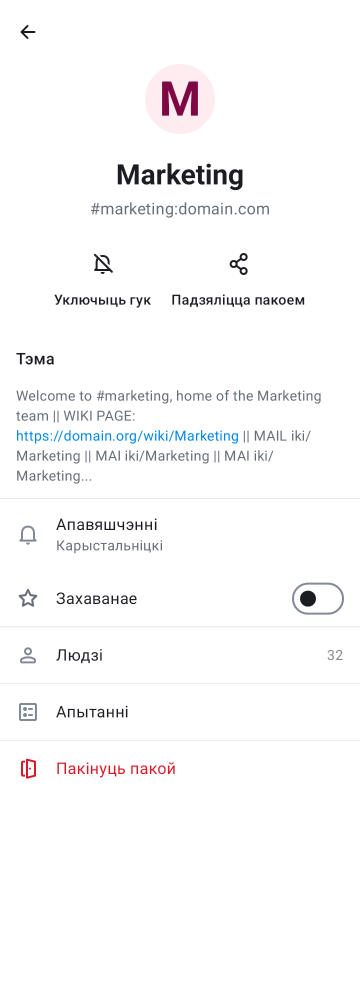 M
Marketing
#marketing:domain.com
Уключыць гук
Падзяліцца пакоем
Тэма
Welcome to #marketing, home of the Marketing
team || WIKI PAGE:
https://domain.org/wiki/Marketing || MAIL iki/
Marketing || MAI iki/Marketing || MAI iki/
Marketing...
Апавяшчэнні
Карыстальніцкі
Захаванае
Людзі 32
Апытанні
Пакінуць пакой